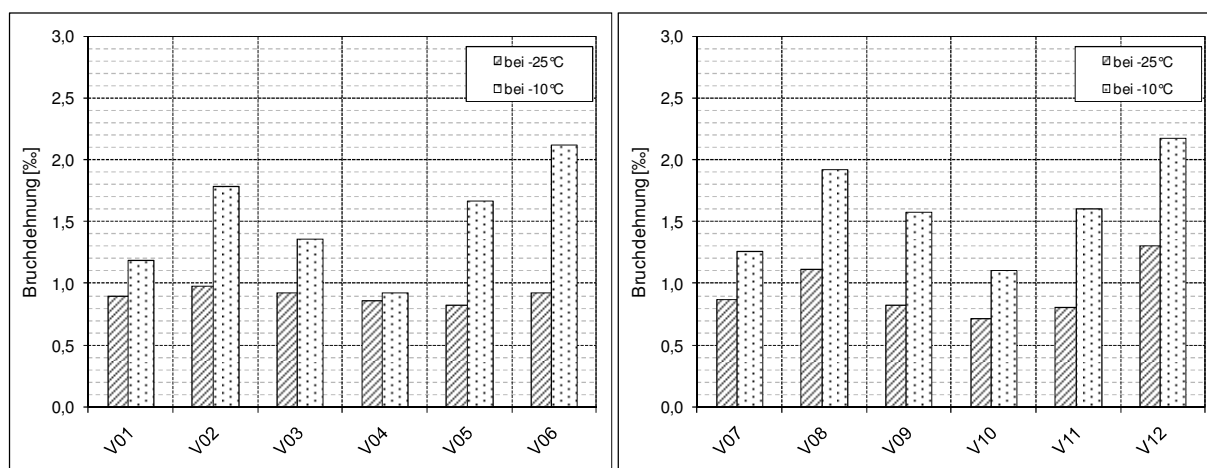 3,0
2,5
2,0
1,5
1,0
0,5
0,0
Bruchdehnung [‰]
bei -25°C
bei -10°C
V01
V02
V03
V04
V05
V06
3,0
2,5
2,0
1,5
1,0
0,5
0,0
Bruchdehnung [‰]
bei -25°C
bei -10°C
V07
V08
V09
V10
V11
V12